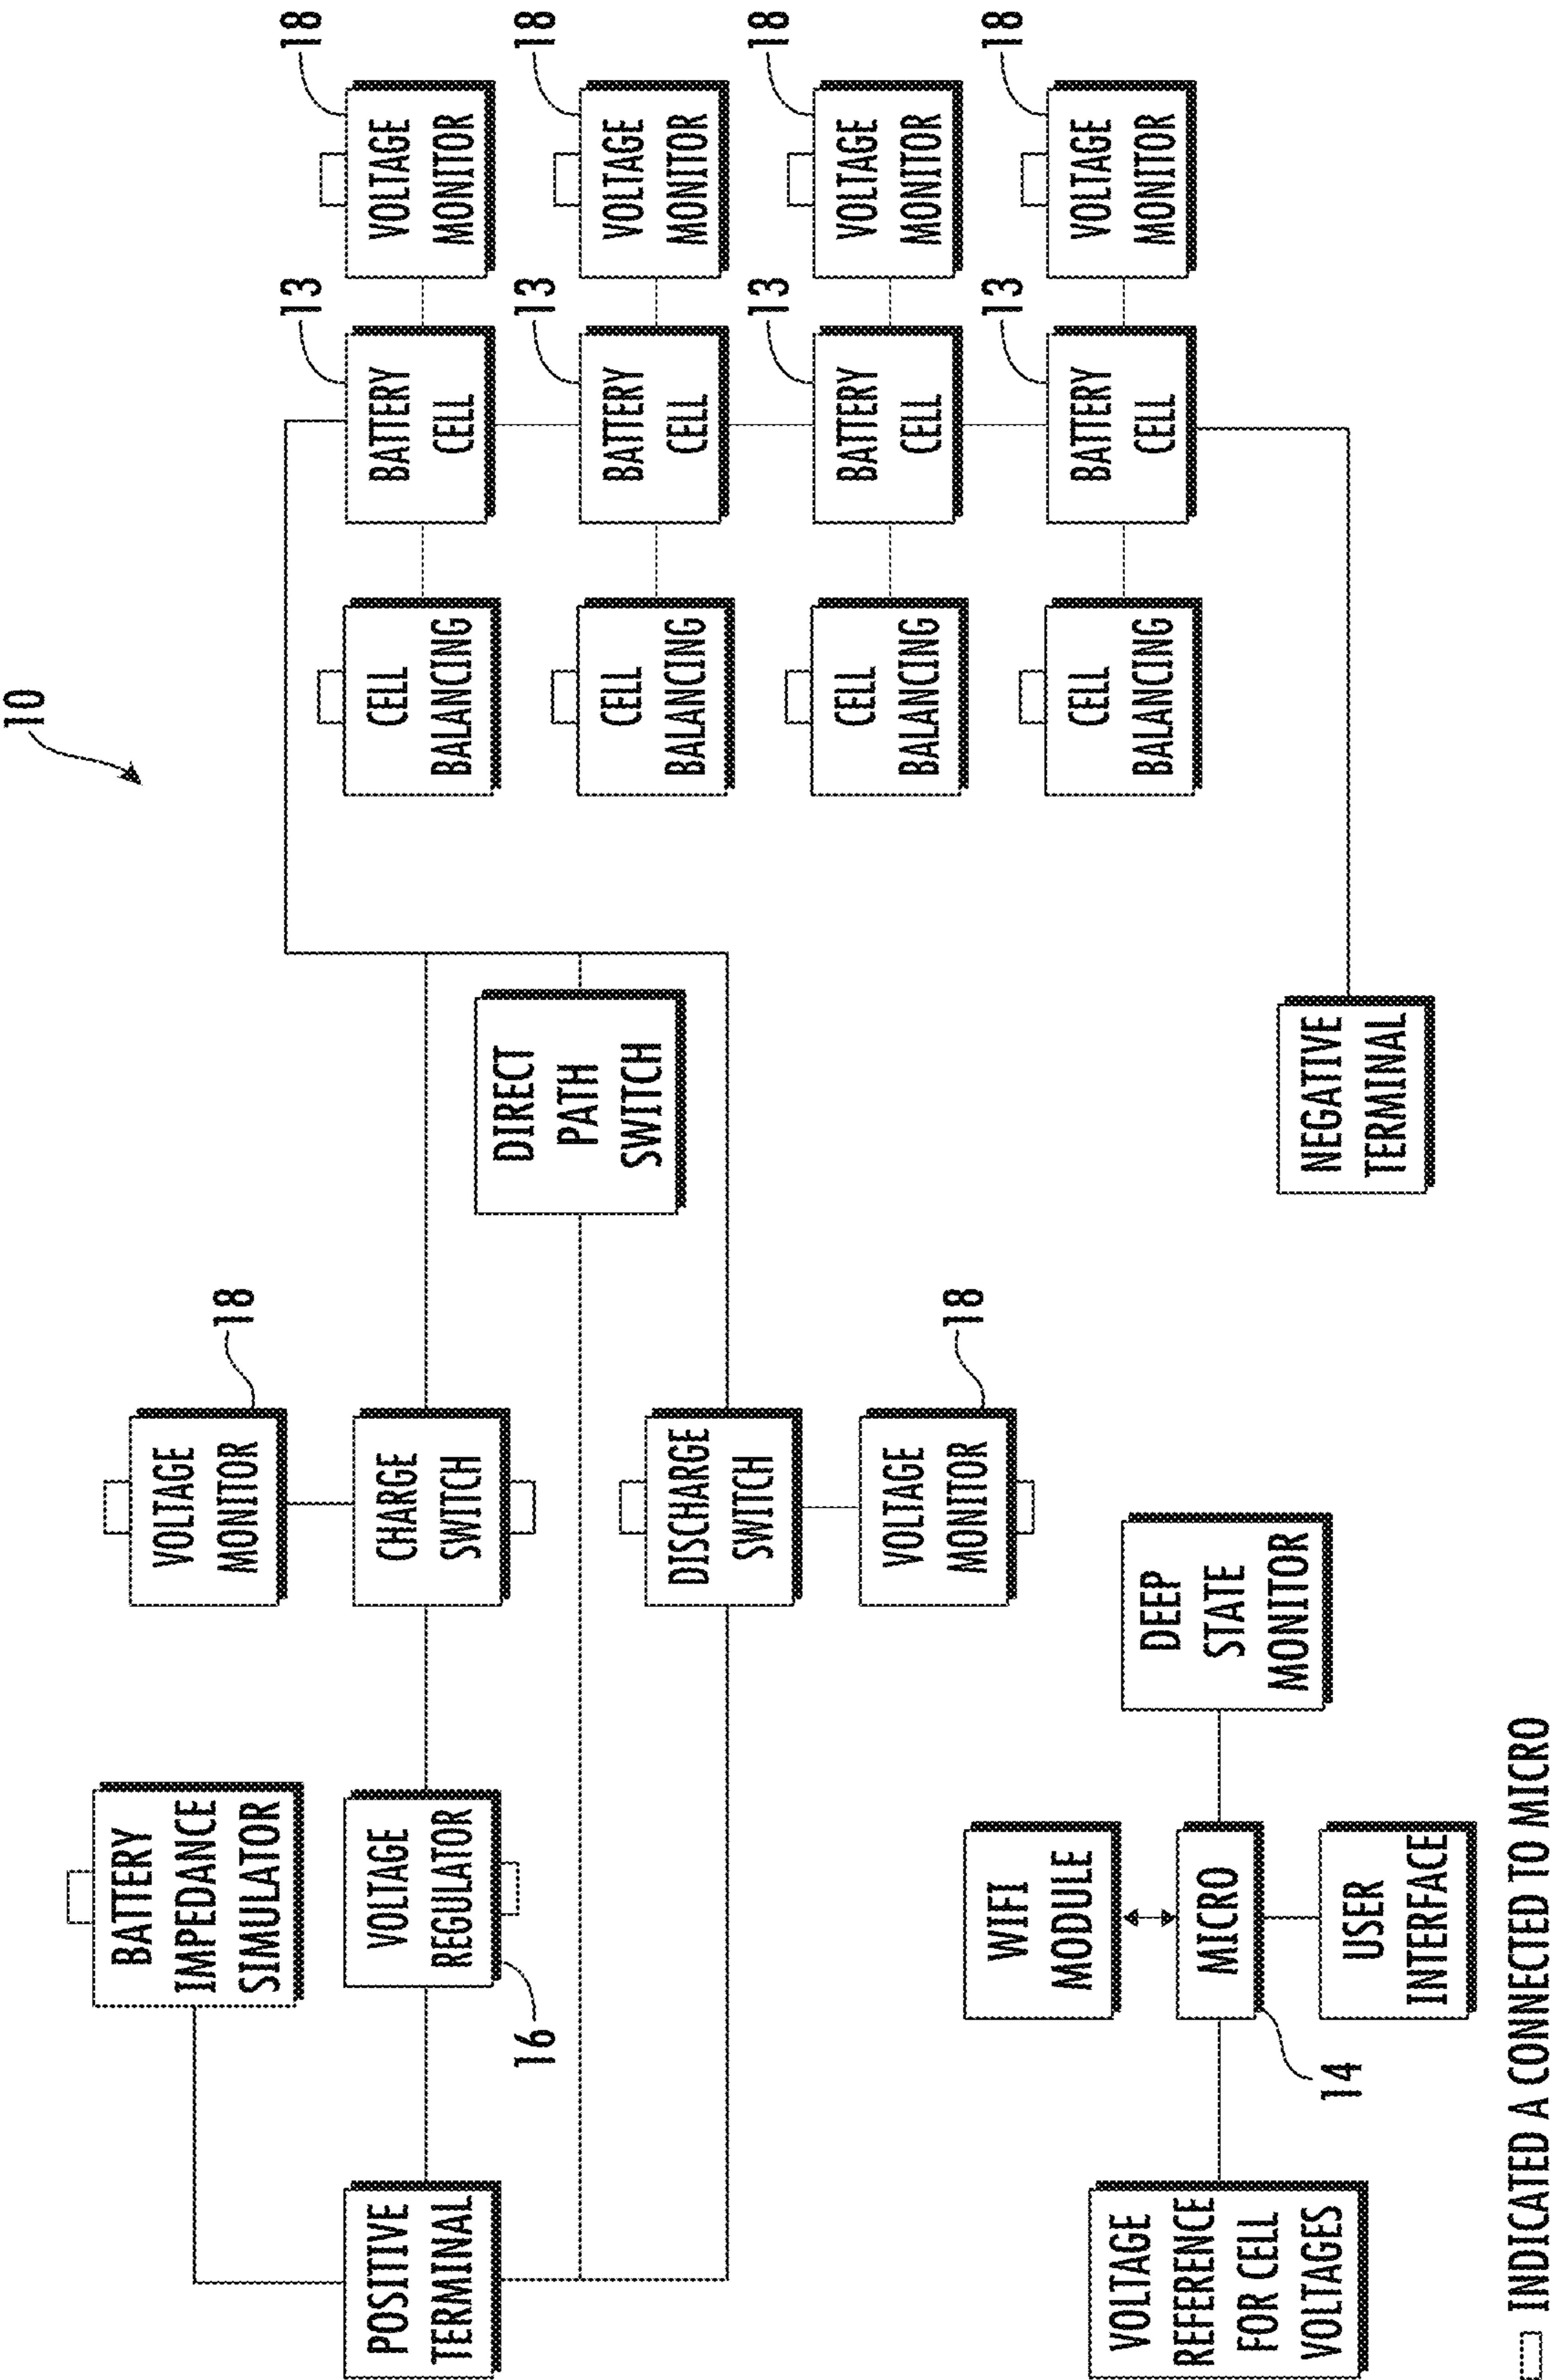 10
BATTERY
IMPEDANCE
SIMULATOR
VOLTAGE
MONITOR
18
POSITIVE
TERMINAL
VOLTAGE
REGULATOR
16
CHARGE
SWITCH
DIRECT
PATH
SWITCH
DISCHARGE
SWITCH
VOLTAGE
MONITOR
18
CELL
BALANCING
BATTERY
CELL
13
VOLTAGE
MONITOR
18
CELL
BALANCING
BATTERY
CELL
13
VOLTAGE
MONITOR
18
CELL
BALANCING
BATTERY
CELL
13
VOLTAGE
MONITOR
18
CELL
BALANCING
BATTERY
CELL
13
VOLTAGE
MONITOR
18
NEGATIVE
TERMINAL
WIFI
MODULE
VOLTAGE
REFERENCE
FOR CELL
VOLTAGES
MICRO
14
DEEP
STATE
MONITOR
USER
INTERFACE
INDICATED A CONNECTED TO MICRO